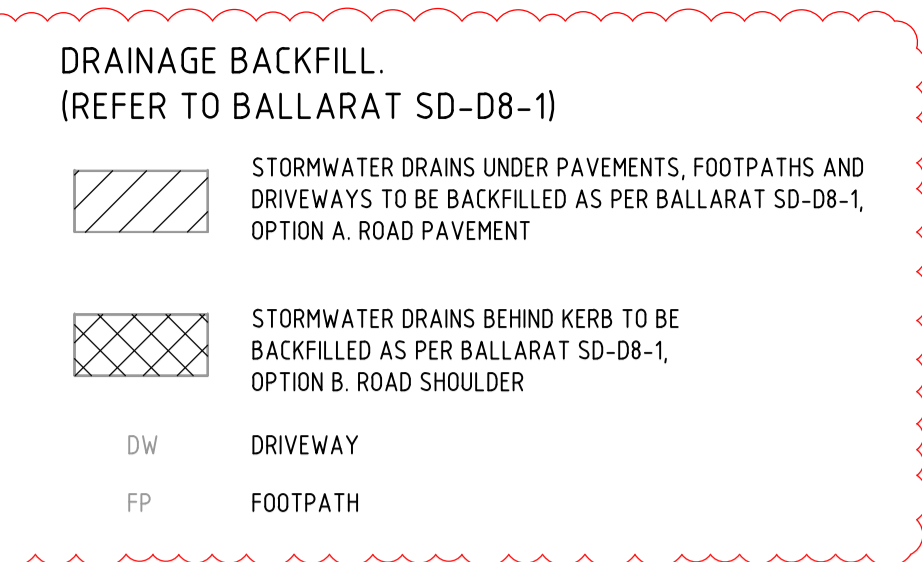 DRAINAGE BACKFILL.
(REFER TO BALLARAT SD-D8-1)
STORMWATER DRAINS UNDER PAVEMENTS, FOOTPATHS AND
DRIVEWAYS TO BE BACKFILLED AS PER BALLARAT SD-D8-1,
OPTION A. ROAD PAVEMENT
STORMWATER DRAINS BEHIND KERB TO BE
BACKFILLED AS PER BALLARAT SD-D8-1,
OPTION B. ROAD SHOULDER
DW DRIVEWAY
FP FOOTPATH